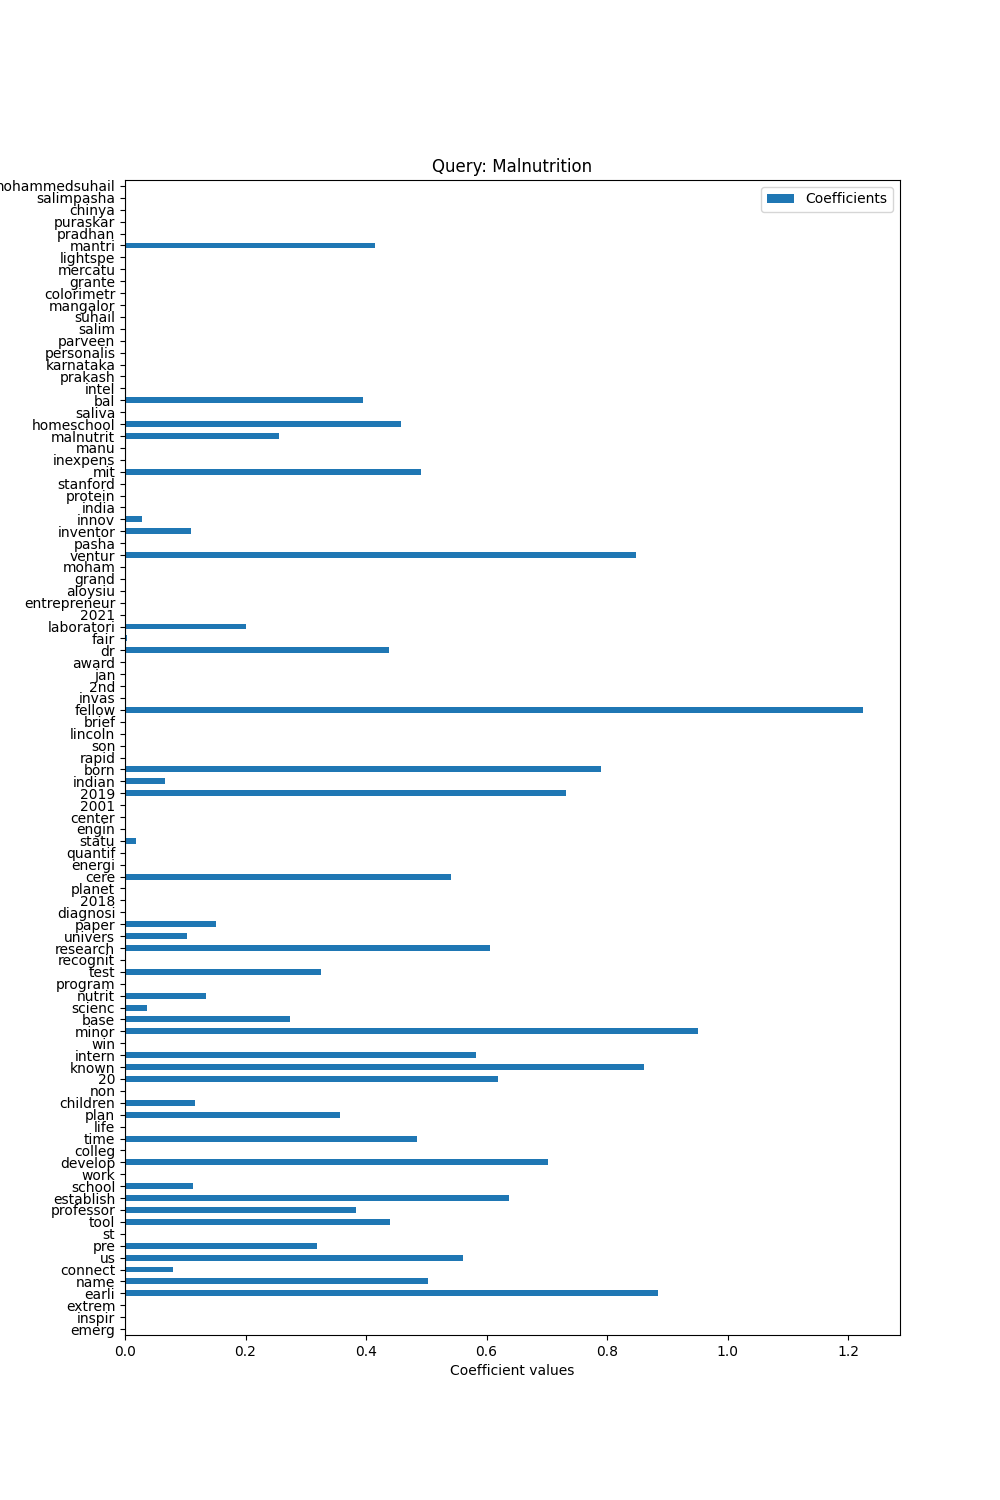 Query: Malnutrition
Coefficients
mohammedsuhail
salimpasha
chinya
puraskar
pradhan
mantri
lightspe
mercatu
grante
colorimetr
mangalor
suhail
salim
parveen
personalis
karnataka
prakash
intel
bal
saliva
homeschool
malnutrit
manu
inexpens
mit
stanford
protein
india
innov
inventor
pasha
ventur
moham
grand
aloysiu
entrepreneur
2021
laboratori
fair
dr
award
jan
2nd
invas
fellow
brief
lincoln
son
rapid
born
indian
2019
2001
center
engin
statu
quantif
energi
cere
planet
2018
diagnosi
paper
univers
research
recognit
test
program
nutrit
scienc
base
minor
win
intern
known
20
non
children
plan
life
time
colleg
develop
work
school
establish
professor
tool
st
pre
us
connect
name
earli
extrem
inspir
emerg
0.0 0.2 0.4 0.6 0.8 1.0 1.2
Coefficient values